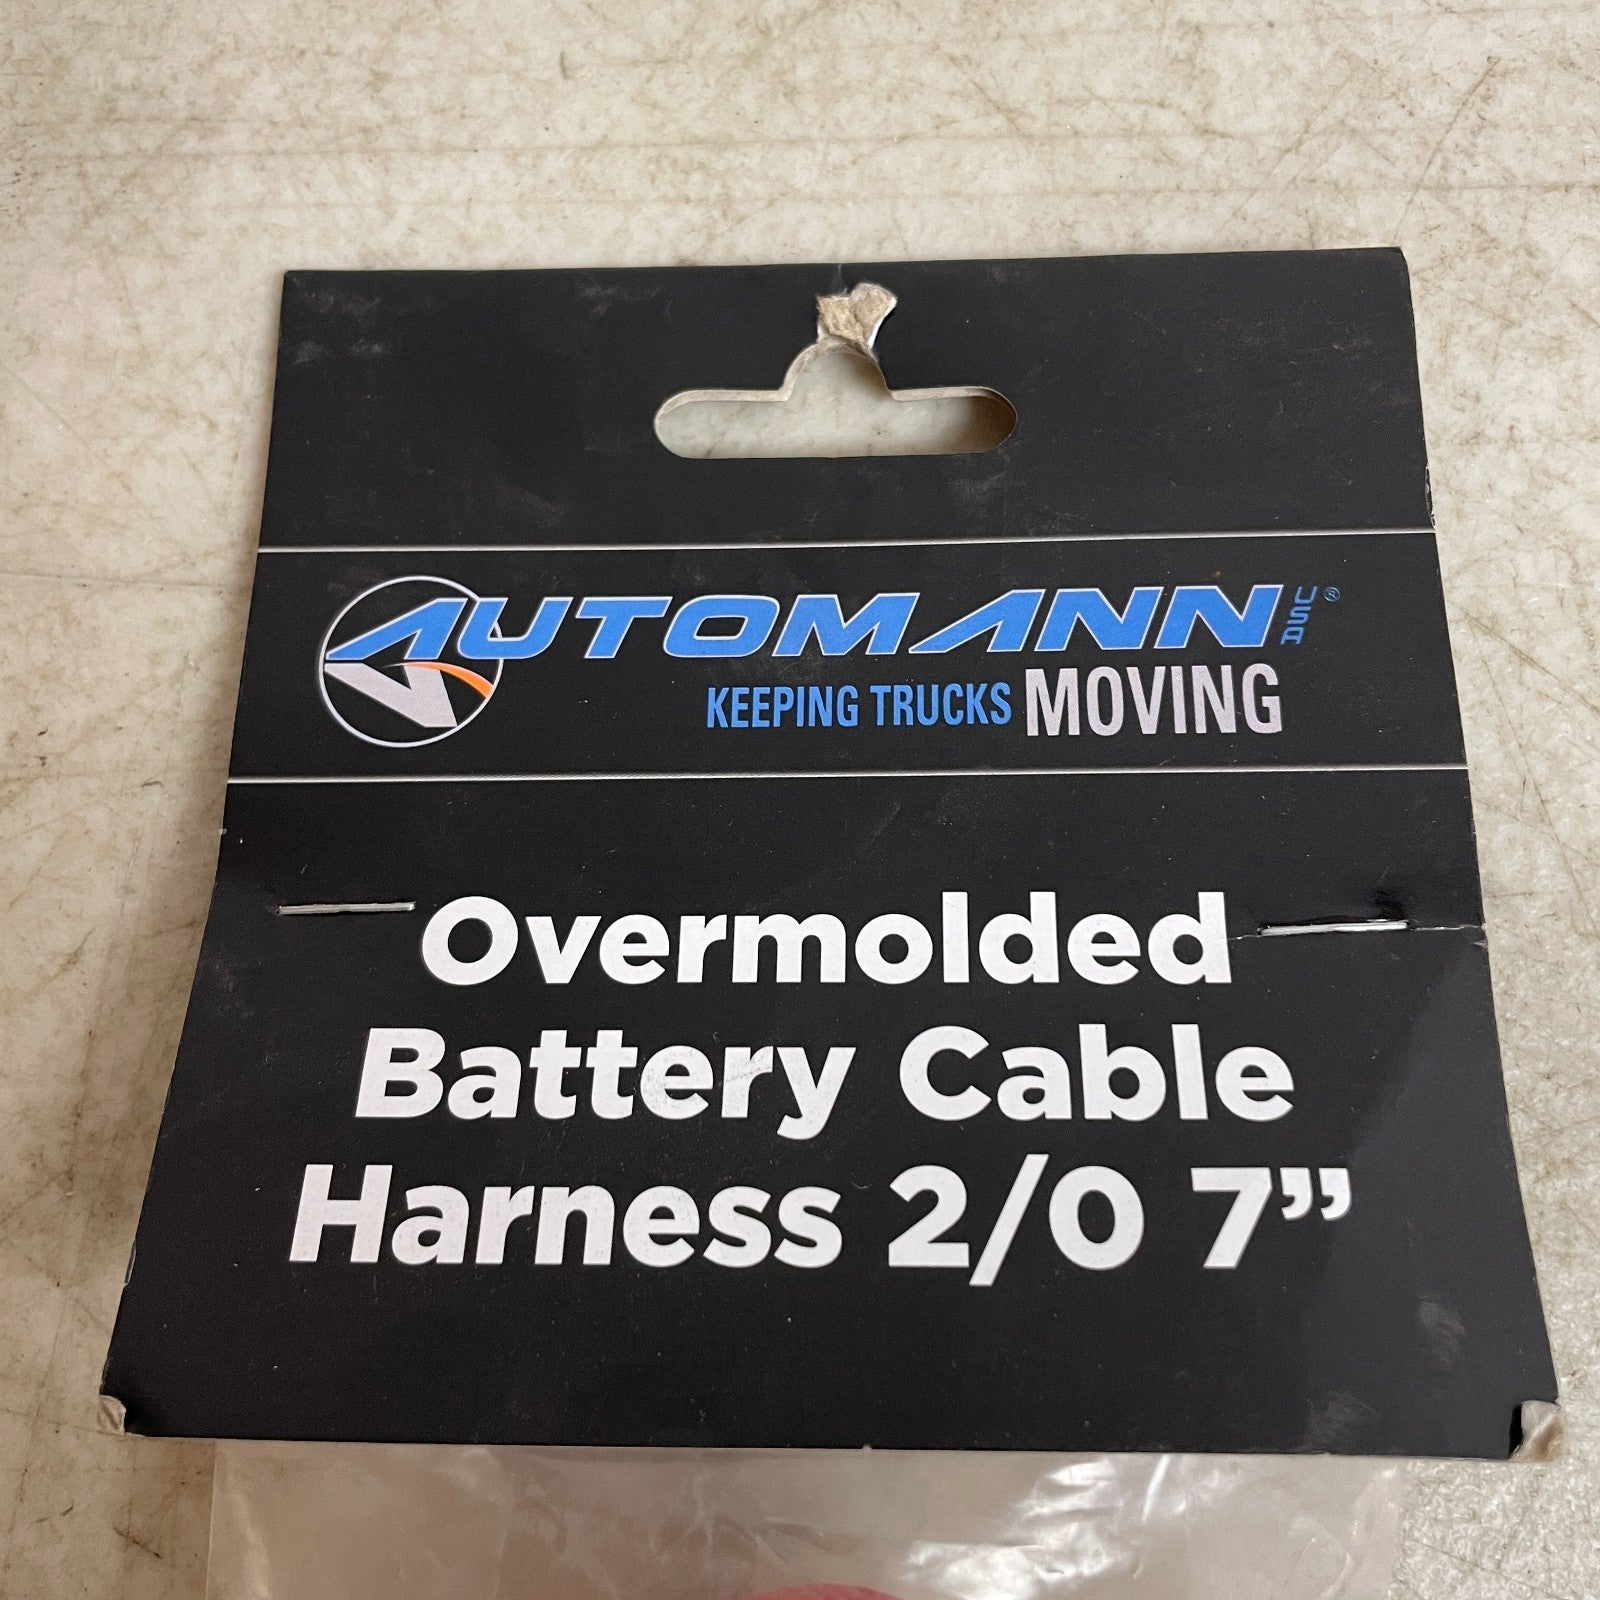 AUTOMANN USA®
KEEPING TRUCKS MOVING
Overmolded
Battery Cable
Harness 2/0 7”